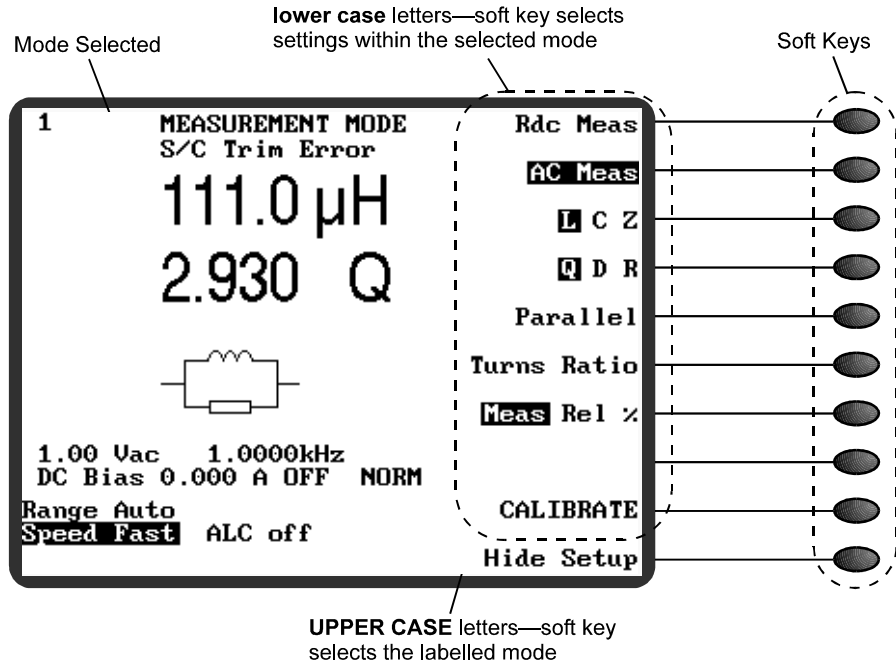 lower case letters—soft key selects
settings within the selected mode
Mode Selected
Soft Keys
1 MEASUREMENT MODE
S/C Trim Error
111.0 µH
2.930 Q
1.00 Vac 1.0000kHz
DC Bias 0.000 A OFF NORM
Range Auto
Speed Fast ALC off
Rdc Meas
AC Meas
L C Z
Q D R
Parallel
Turns Ratio
Meas Rel %
CALIBRATE
Hide Setup
UPPER CASE letters—soft key
selects the labelled mode